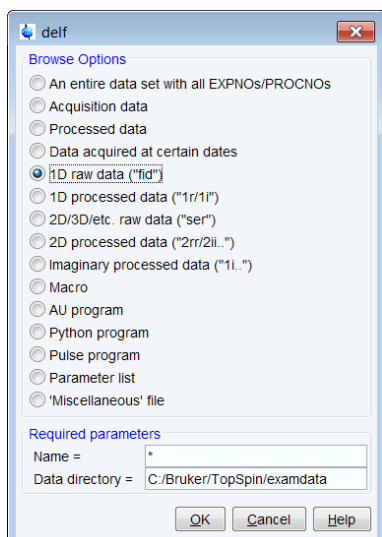 delf
Browse Options
An entire data set with all EXPNOs/PROCNOs
Acquisition data
Processed data
Data acquired at certain dates
1D raw data ("fid")
1D processed data ("1r/1i")
2D/3D/etc. raw data ("ser")
2D processed data ("2rr/2ii..")
Imaginary processed data ("1i..")
Macro
AU program
Python program
Pulse program
Parameter list
'Miscellaneous' file
Required parameters
Name = *
Data directory = C:/Bruker/TopSpin/examdata
OK Cancel Help